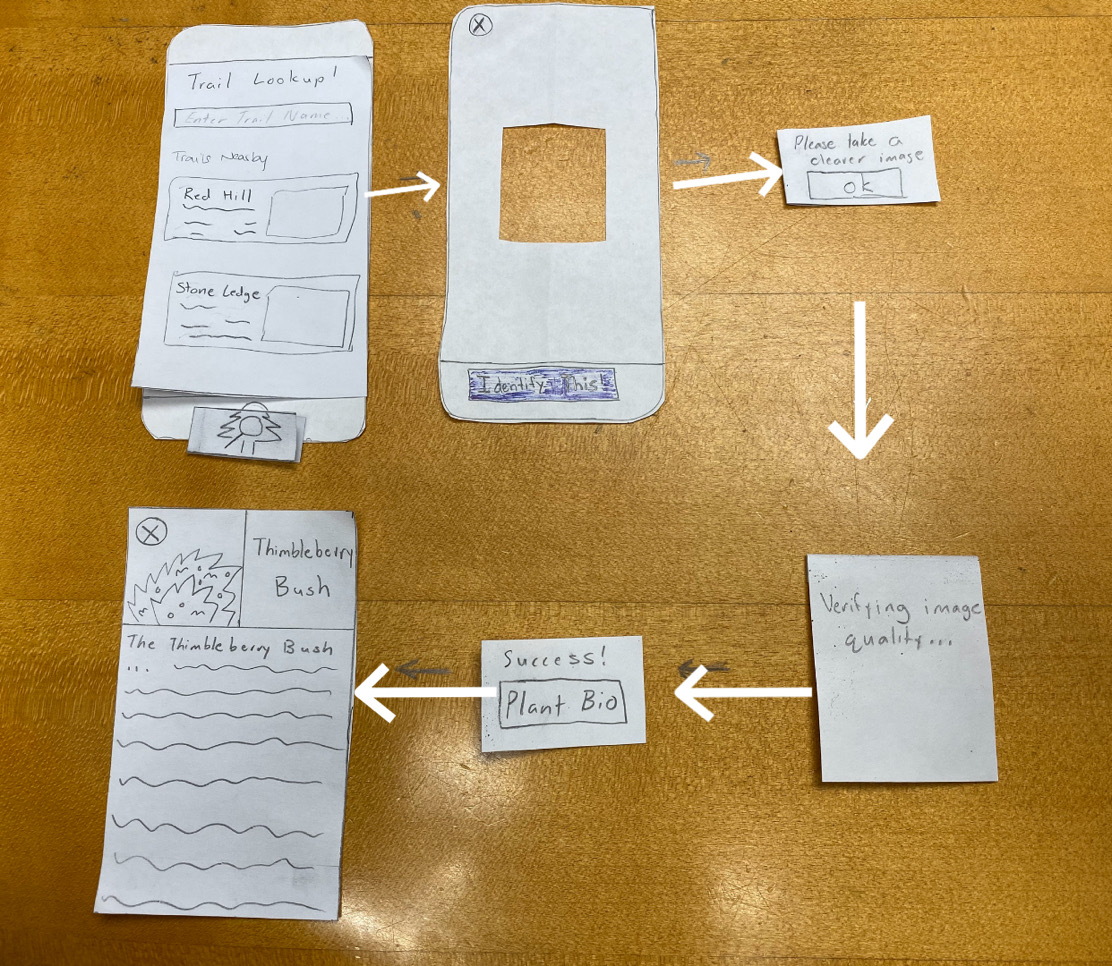 Trail Lookup!
Enter Trail Name...
Trails Nearby
Red Hill
Stone Ledge
X
Identify This!
Please take a
clearer image
OK
Verifying image
quality...
Success!
Plant Bio
X
Thimbleberry
Bush
The Thimbleberry Bush
...